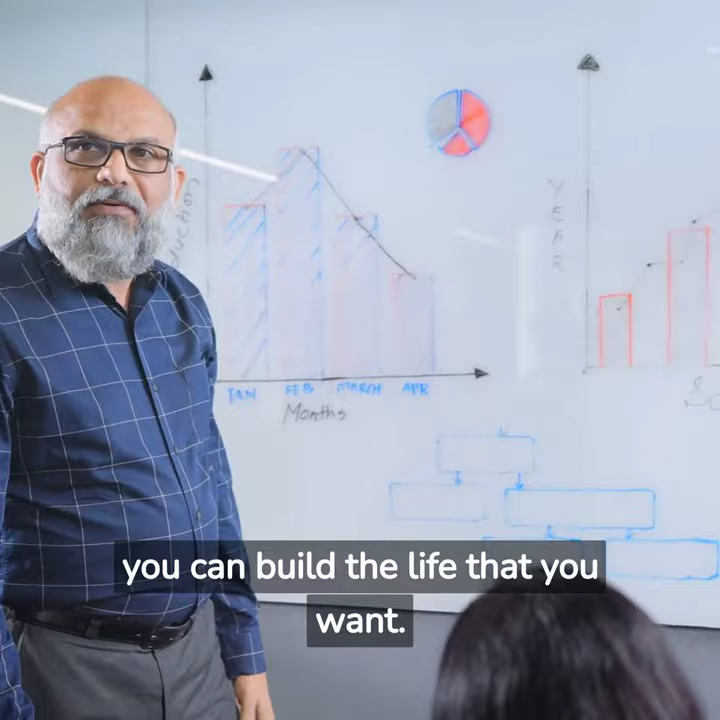 YEAR
JAN FEB MARCH APR
Months
you can build the life that you
want.